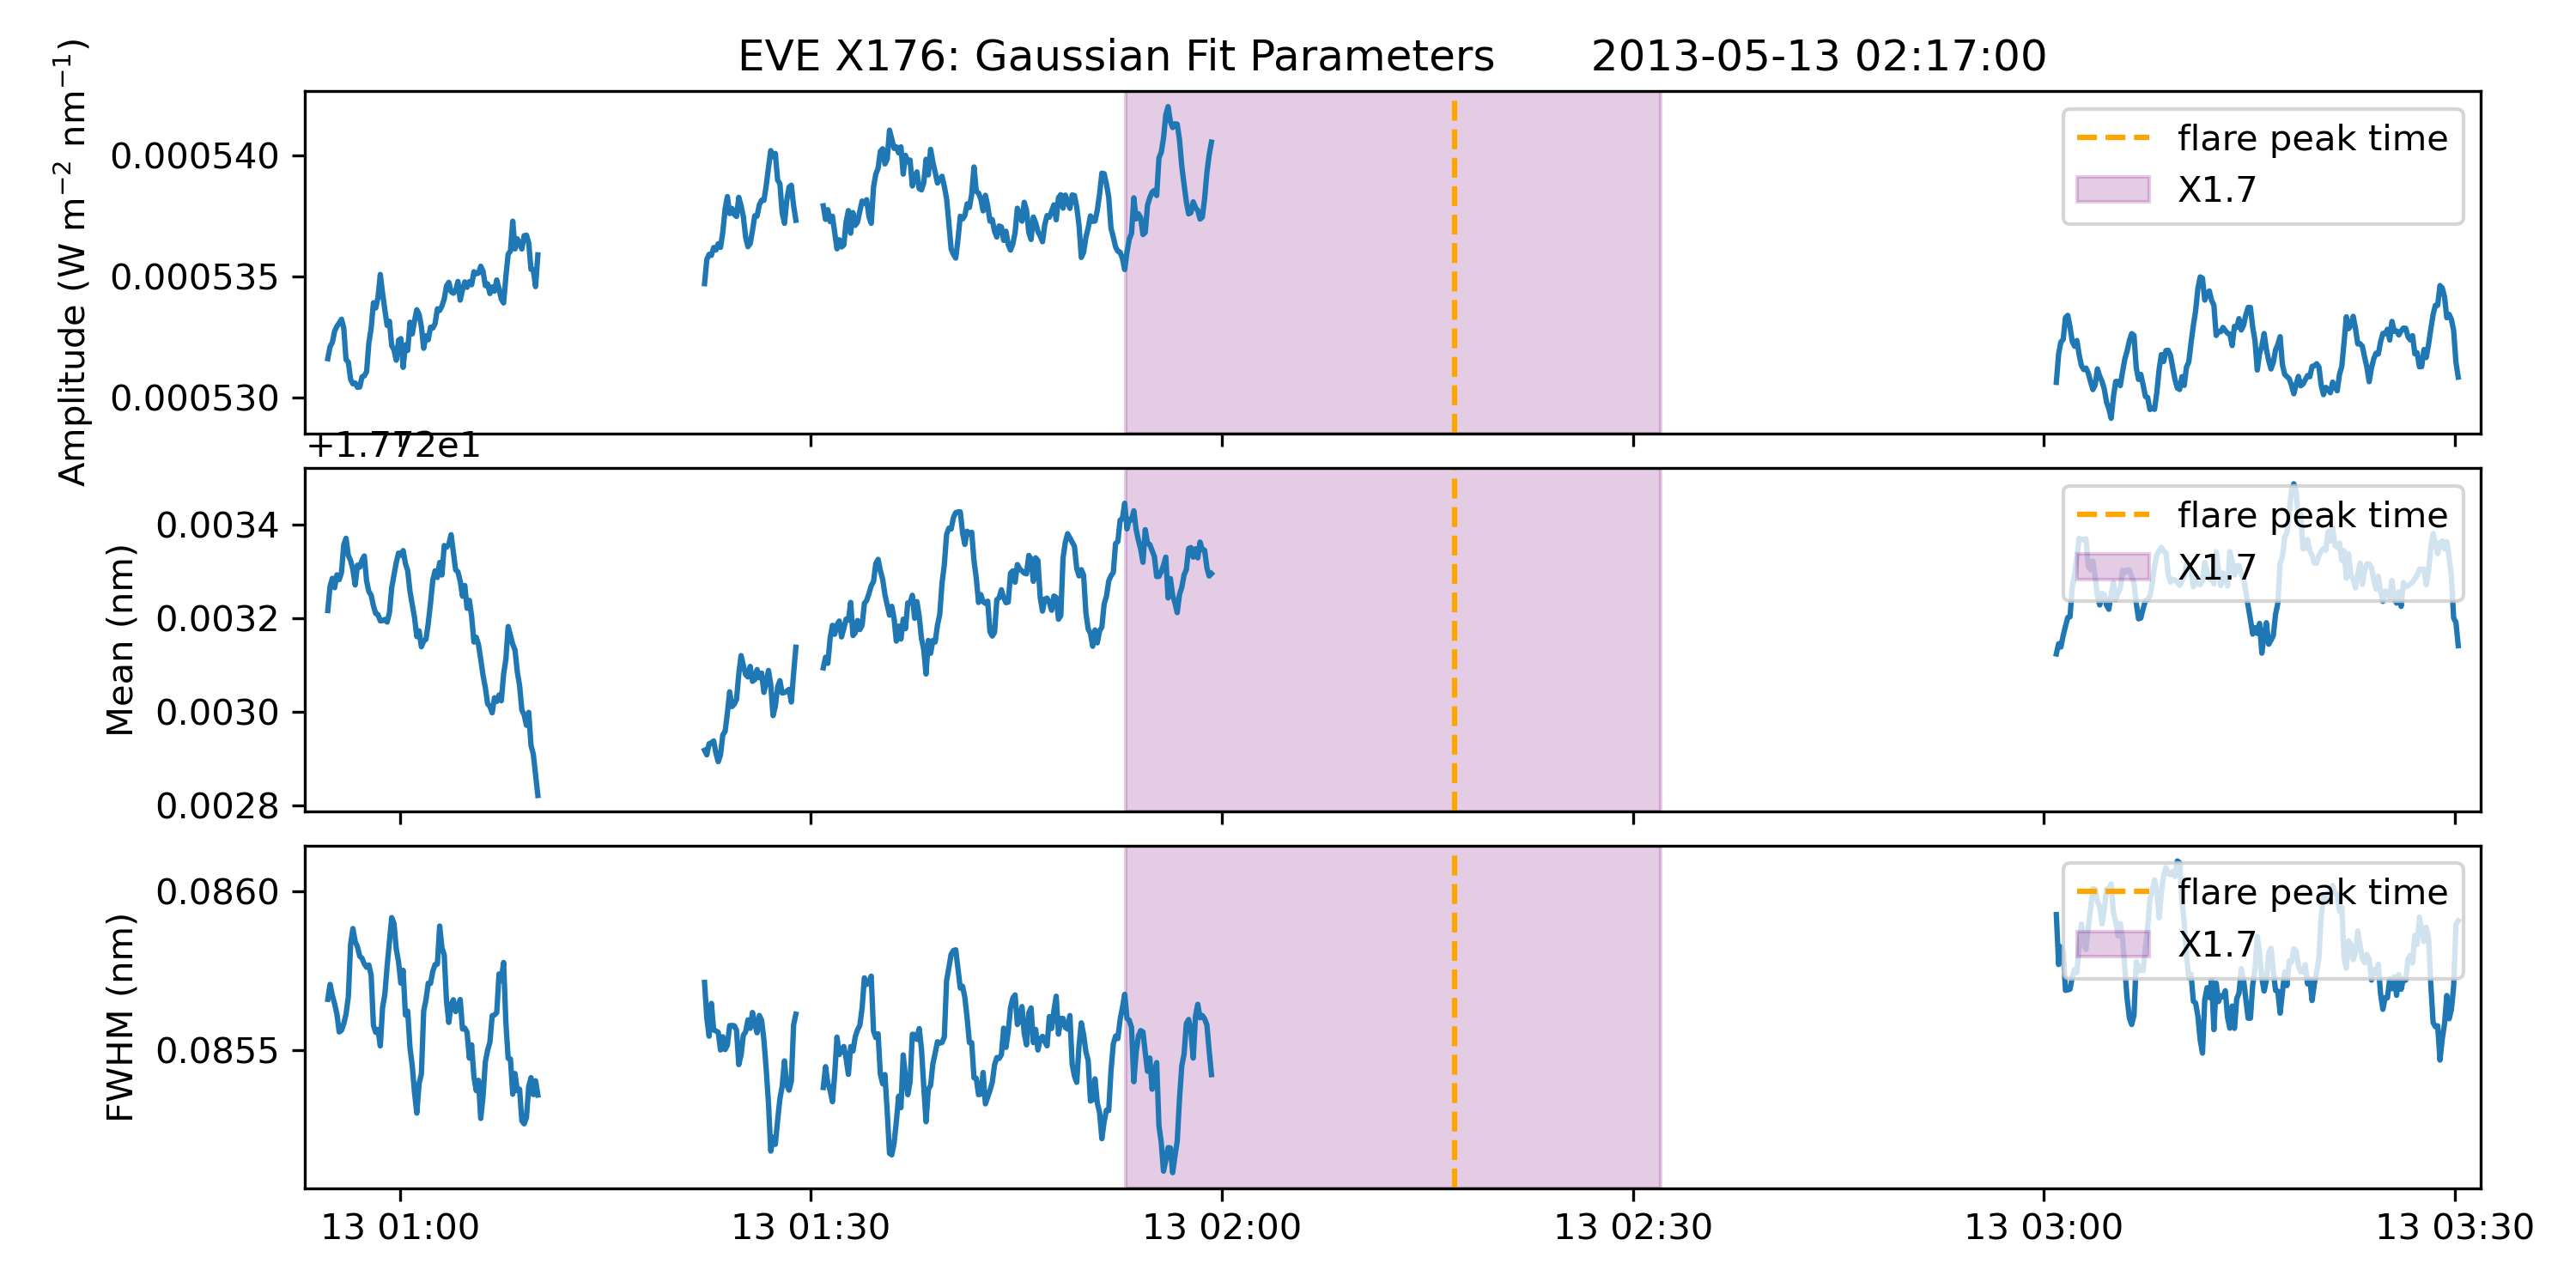 EVE X176: Gaussian Fit Parameters 2013-05-13 02:17:00
Amplitude (W m⁻² nm⁻¹)
0.000540
0.000535
0.000530
flare peak time
X1.7
+1.772e1
Mean (nm)
0.0034
0.0032
0.0030
0.0028
flare peak time
X1.7
FWHM (nm)
0.0860
0.0855
flare peak time
X1.7
13 01:00 13 01:30 13 02:00 13 02:30 13 03:00 13 03:30